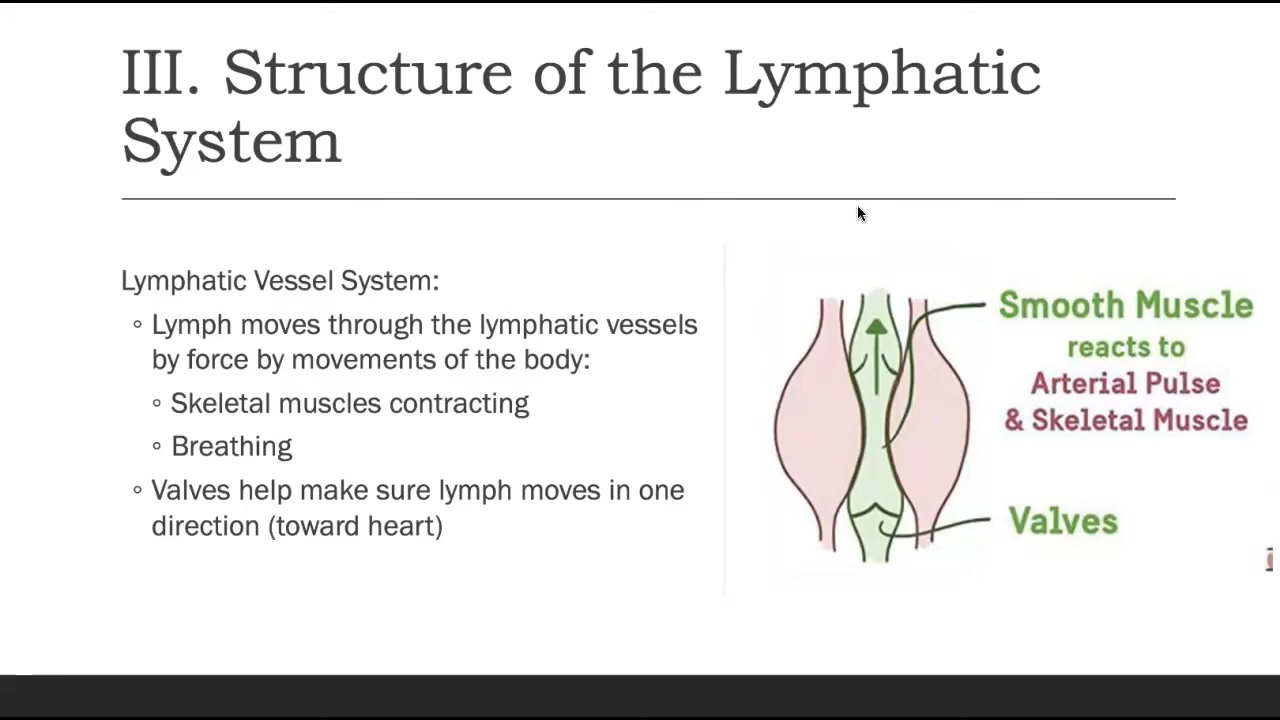 III. Structure of the Lymphatic
System
Lymphatic Vessel System:
◦ Lymph moves through the lymphatic vessels
by force by movements of the body:
◦ Skeletal muscles contracting
◦ Breathing
◦ Valves help make sure lymph moves in one
direction (toward heart)
Smooth Muscle
reacts to
Arterial Pulse
& Skeletal Muscle
Valves